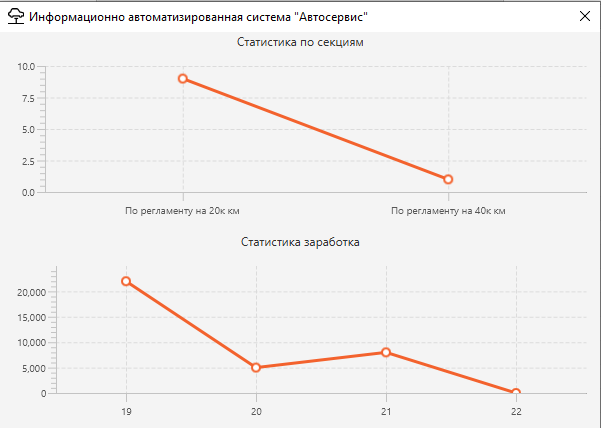 Информационно автоматизированная система "Автосервис"
Статистика по секциям
10.0
7.5
5.0
2.5
0.0
По регламенту на 20к км По регламенту на 40к км
Статистика заработка
20,000
15,000
10,000
5,000
0
19 20 21 22